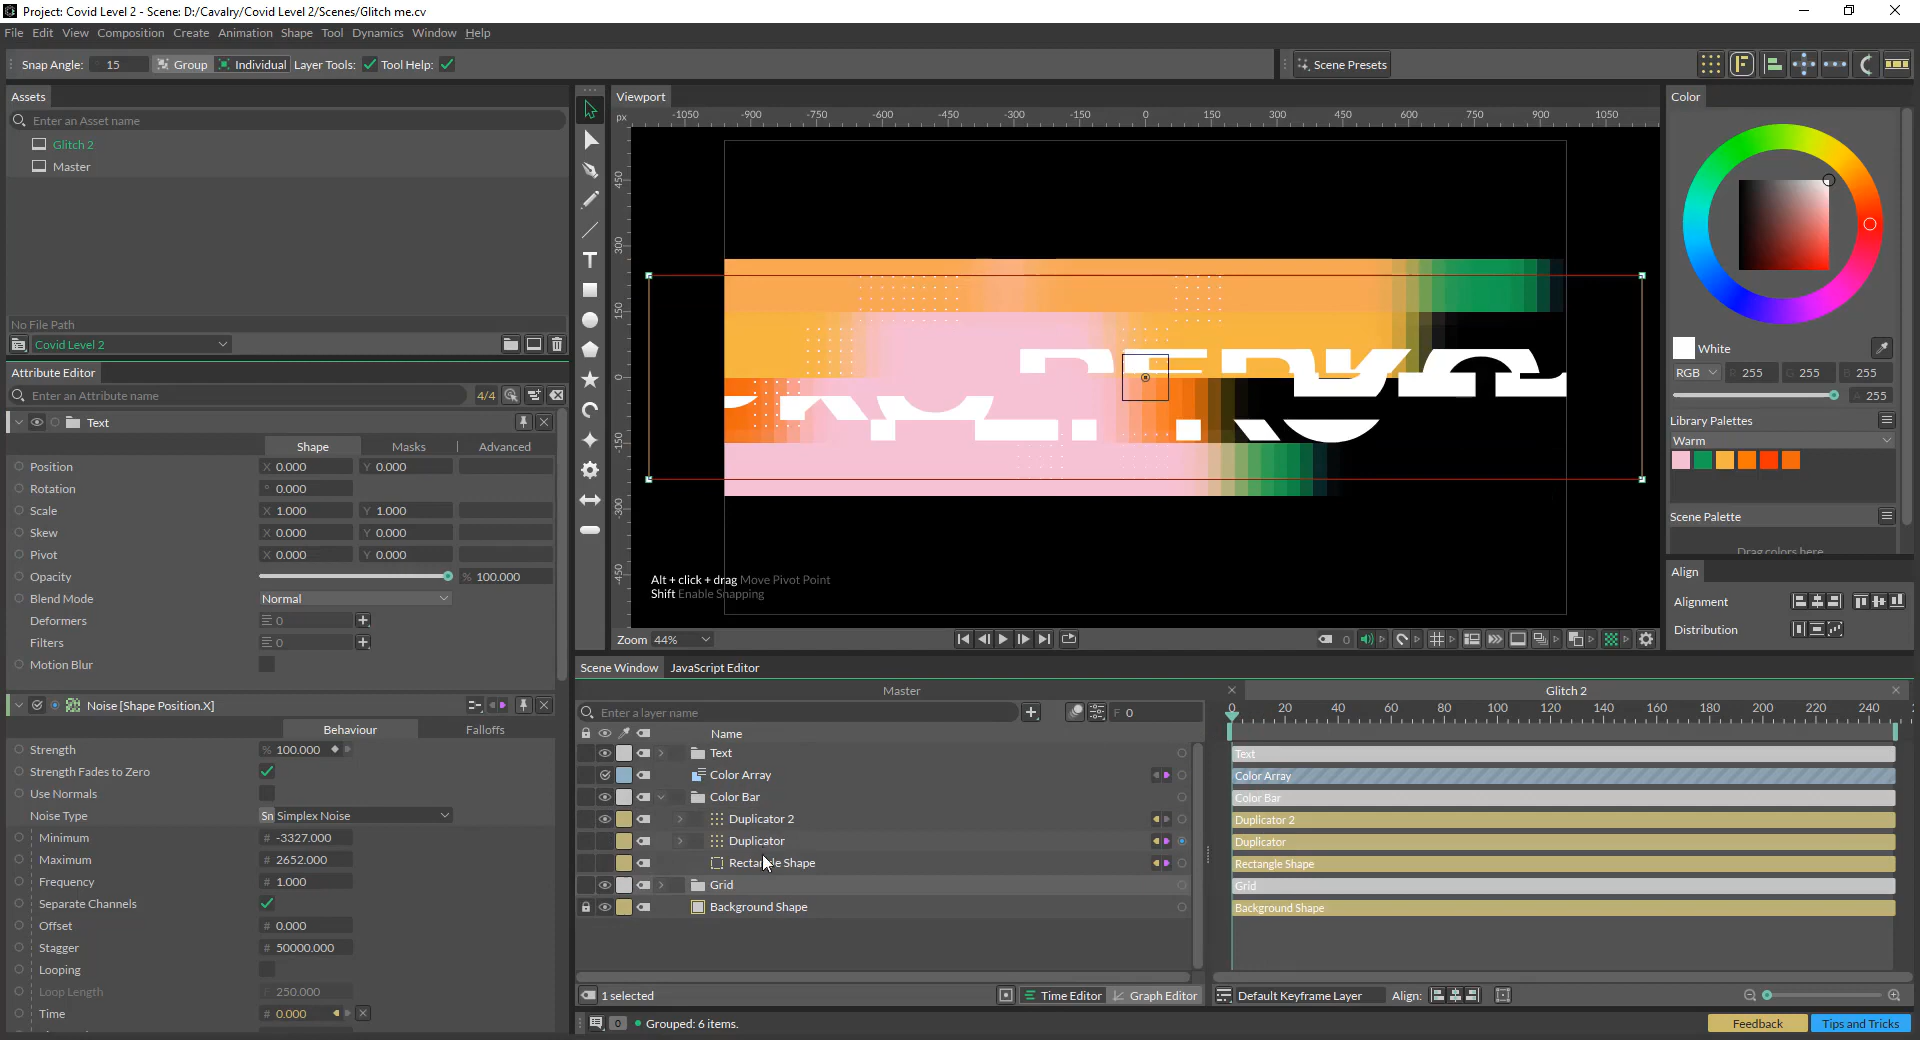 Project: Covid Level 2 - Scene: D:/Cavalry/Covid Level 2/Scenes/Glitch me.cv
File Edit View Composition Create Animation Shape Tool Dynamics Window Help
Snap Angle: 15 Group Individual Layer Tools: Tool Help: Scene Presets
Assets
Enter an Asset name
Glitch 2
Master
No File Path
Covid Level 2
Attribute Editor
Enter an Attribute name 4/4
Text
Shape Masks Advanced
Position X 0.000 Y 0.000
Rotation ° 0.000
Scale X 1.000 Y 1.000
Skew X 0.000 Y 0.000
Pivot X 0.000 Y 0.000
Opacity % 100.000
Blend Mode Normal
Deformers 0
Filters 0
Motion Blur
Noise [Shape Position.X]
Behaviour Falloffs
Strength % 100.000
Strength Fades to Zero
Use Normals
Noise Type Sn Simplex Noise
Minimum # -3327.000
Maximum # 2652.000
Frequency # 1.000
Separate Channels
Offset # 0.000
Stagger # 50000.000
Looping
Loop Length F 250.000
Time # 0.000
Viewport
px -1050 -900 -750 -600 -450 -300 -150 0 150 300 450 600 750 900 1050
450
300
150
0
-150
-300
-450
Alt + click + drag Move Pivot Point
Shift Enable Snapping
Zoom 44% 0
Color
White
RGB R 255 G 255 B 255
A 255
Library Palettes
Warm
Scene Palette
Drag colors here
Align
Alignment
Distribution
Scene Window JavaScript Editor
Master Glitch 2
Enter a layer name F 0
0 20 40 60 80 100 120 140 160 180 200 220 240
Name
Text Text
Color Array Color Array
Color Bar Color Bar
Duplicator 2 Duplicator 2
Duplicator Duplicator
Rectangle Shape Rectangle Shape
Grid Grid
Background Shape Background Shape
1 selected Time Editor Graph Editor Default Keyframe Layer Align:
0 Grouped: 6 items. Feedback Tips and Tricks